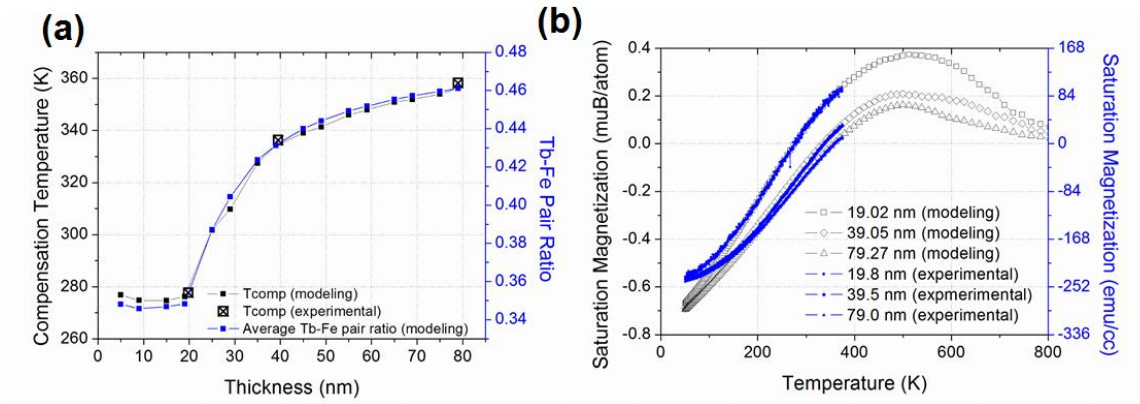 (a)
Compensation Temperature (K)
360
340
320
300
280
260
0 10 20 30 40 50 60 70 80 90
Thickness (nm)
0.48
0.46
0.44
0.42
0.40
0.38
0.36
0.34
Tb-Fe Pair Ratio
Tcomp (modeling)
Tcomp (experimental)
Average Tb-Fe pair ratio (modeling)
(b)
Saturation Magnetization (muB/atom)
0.4
0.2
0.0
-0.2
-0.4
-0.6
-0.8
0 200 400 600 800
Temperature (K)
168
84
0
-84
-168
-252
-336
Saturation Magnetization (emu/cc)
19.02 nm (modeling)
39.05 nm (modeling)
79.27 nm (modeling)
19.8 nm (experimental)
39.5 nm (expmerimental)
79.0 nm (experimental)